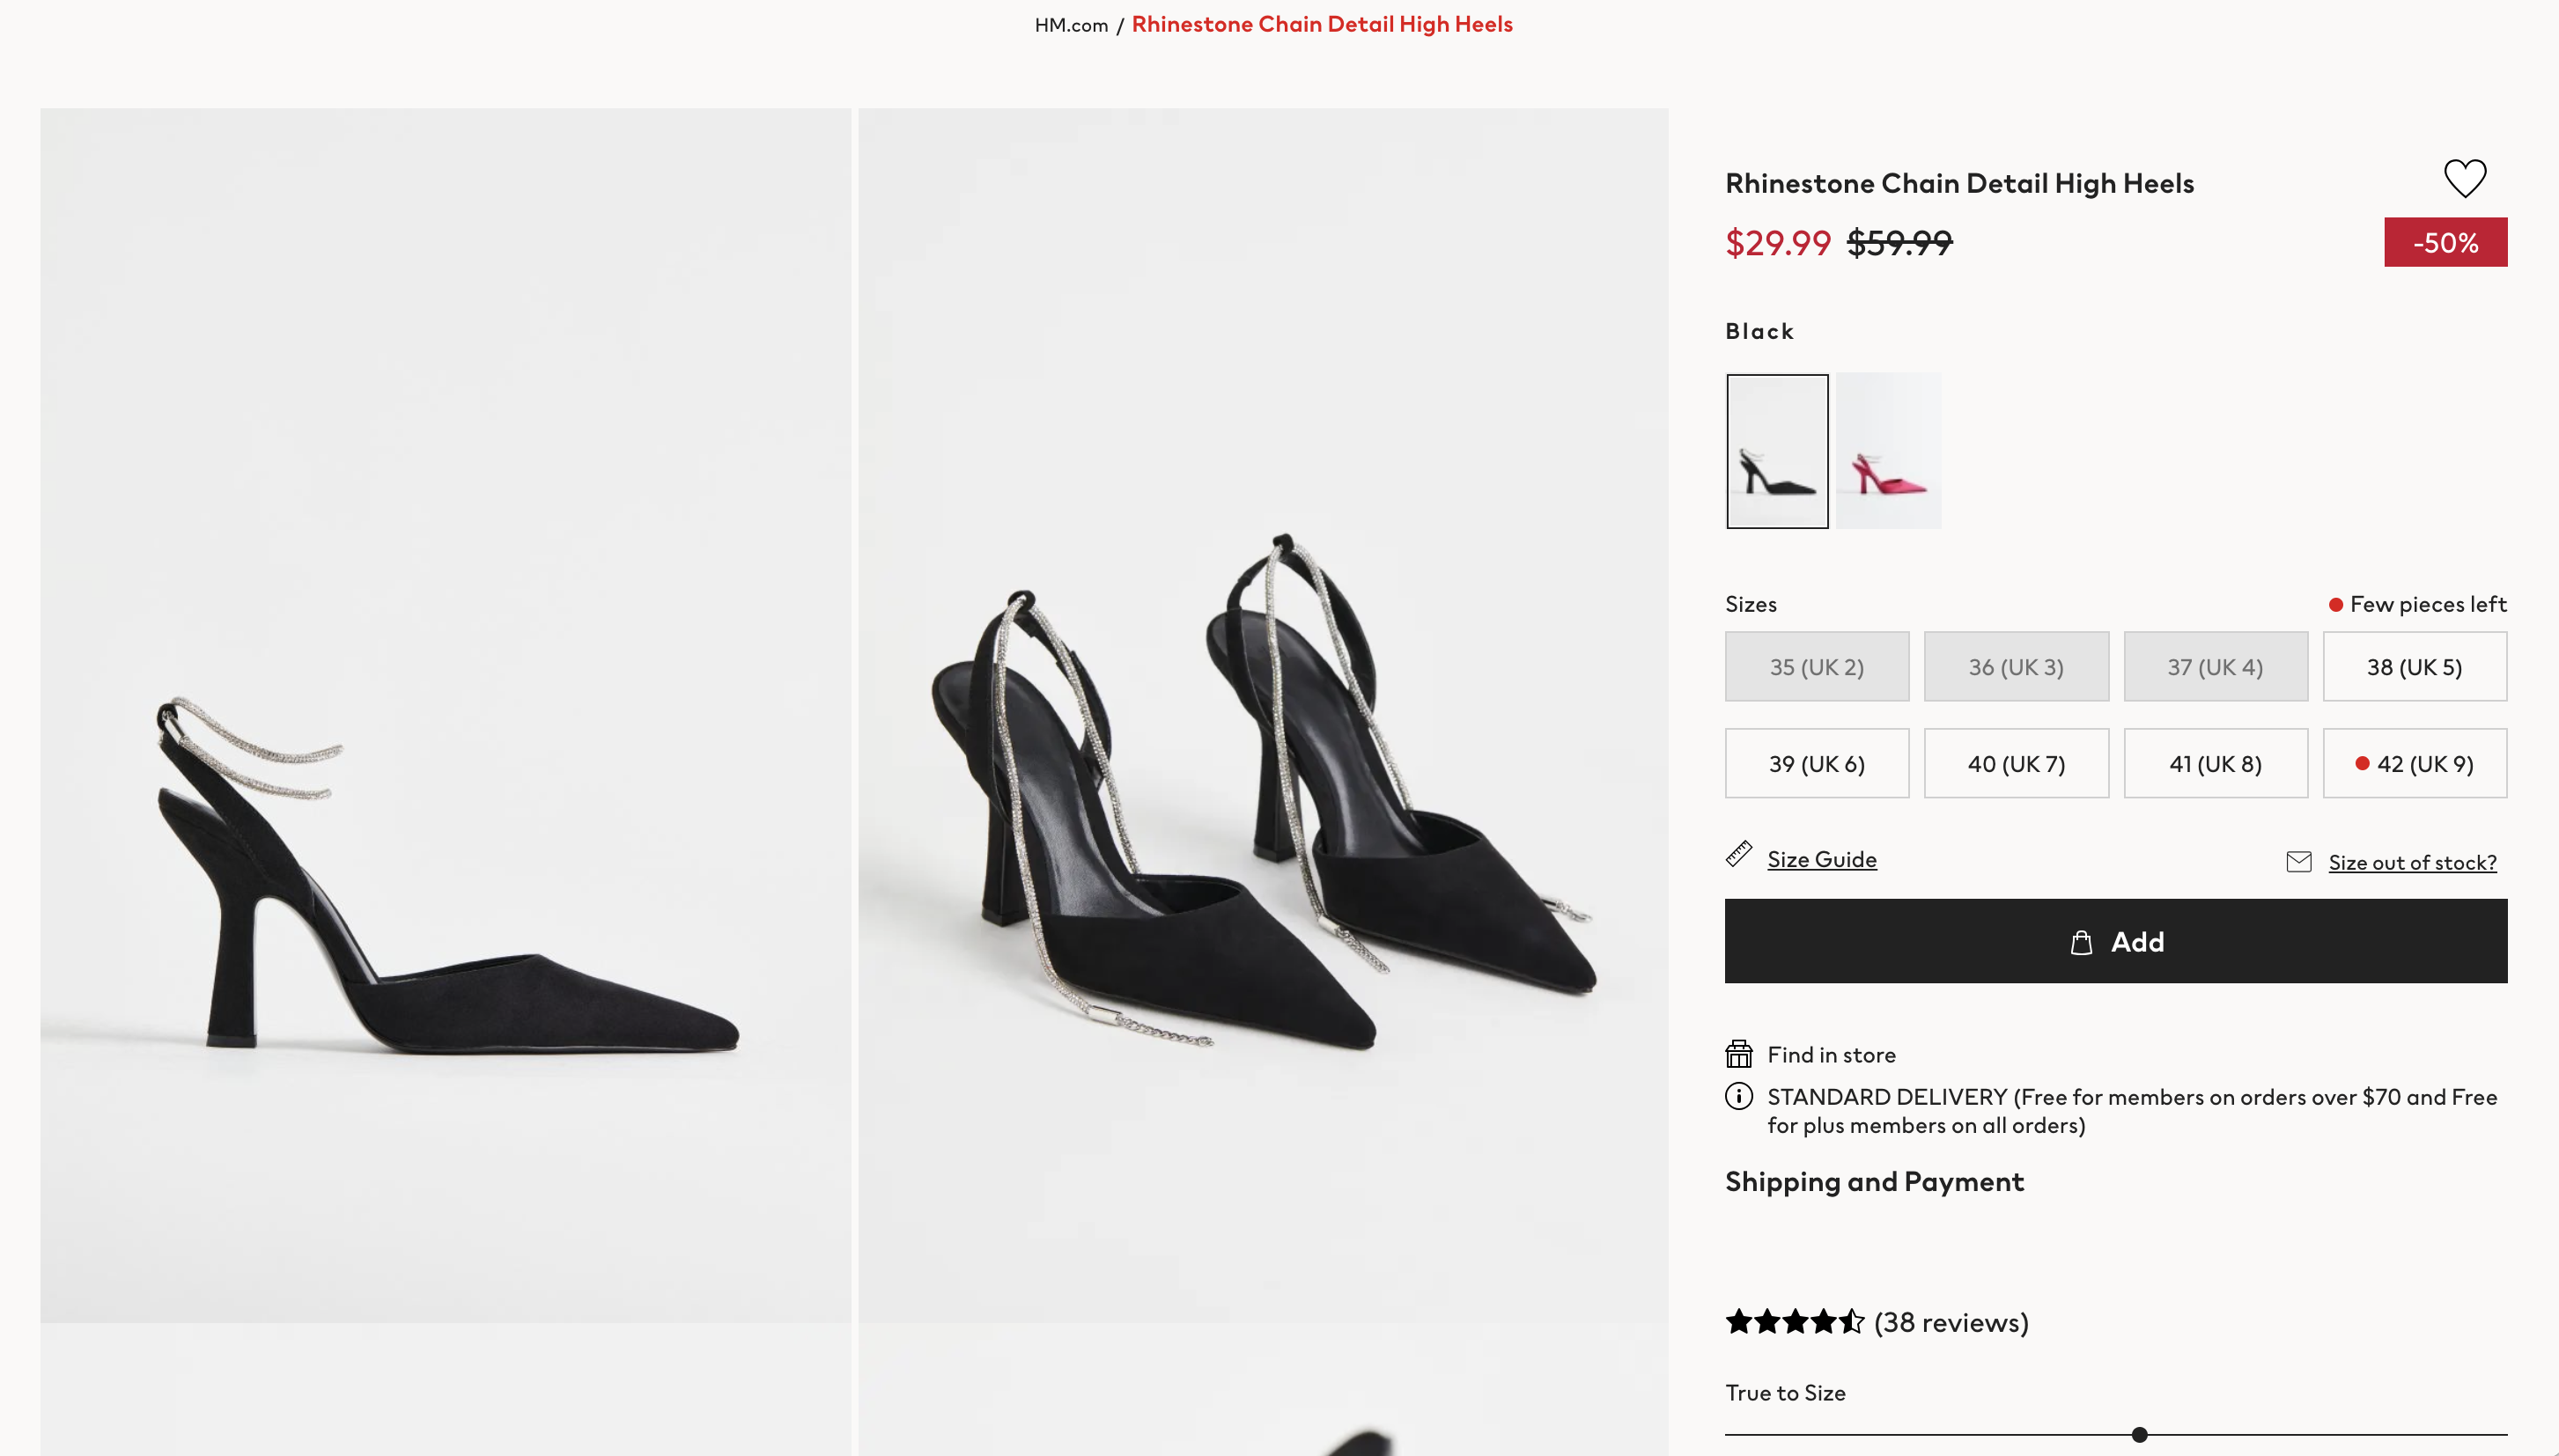 HM.com / Rhinestone Chain Detail High Heels
Rhinestone Chain Detail High Heels
$29.99 $59.99
-50%
Black
Sizes
Few pieces left
35 (UK 2)
36 (UK 3)
37 (UK 4)
38 (UK 5)
39 (UK 6)
40 (UK 7)
41 (UK 8)
42 (UK 9)
Size Guide
Size out of stock?
Add
Find in store
STANDARD DELIVERY (Free for members on orders over $70 and Free
for plus members on all orders)
Shipping and Payment
(38 reviews)
True to Size